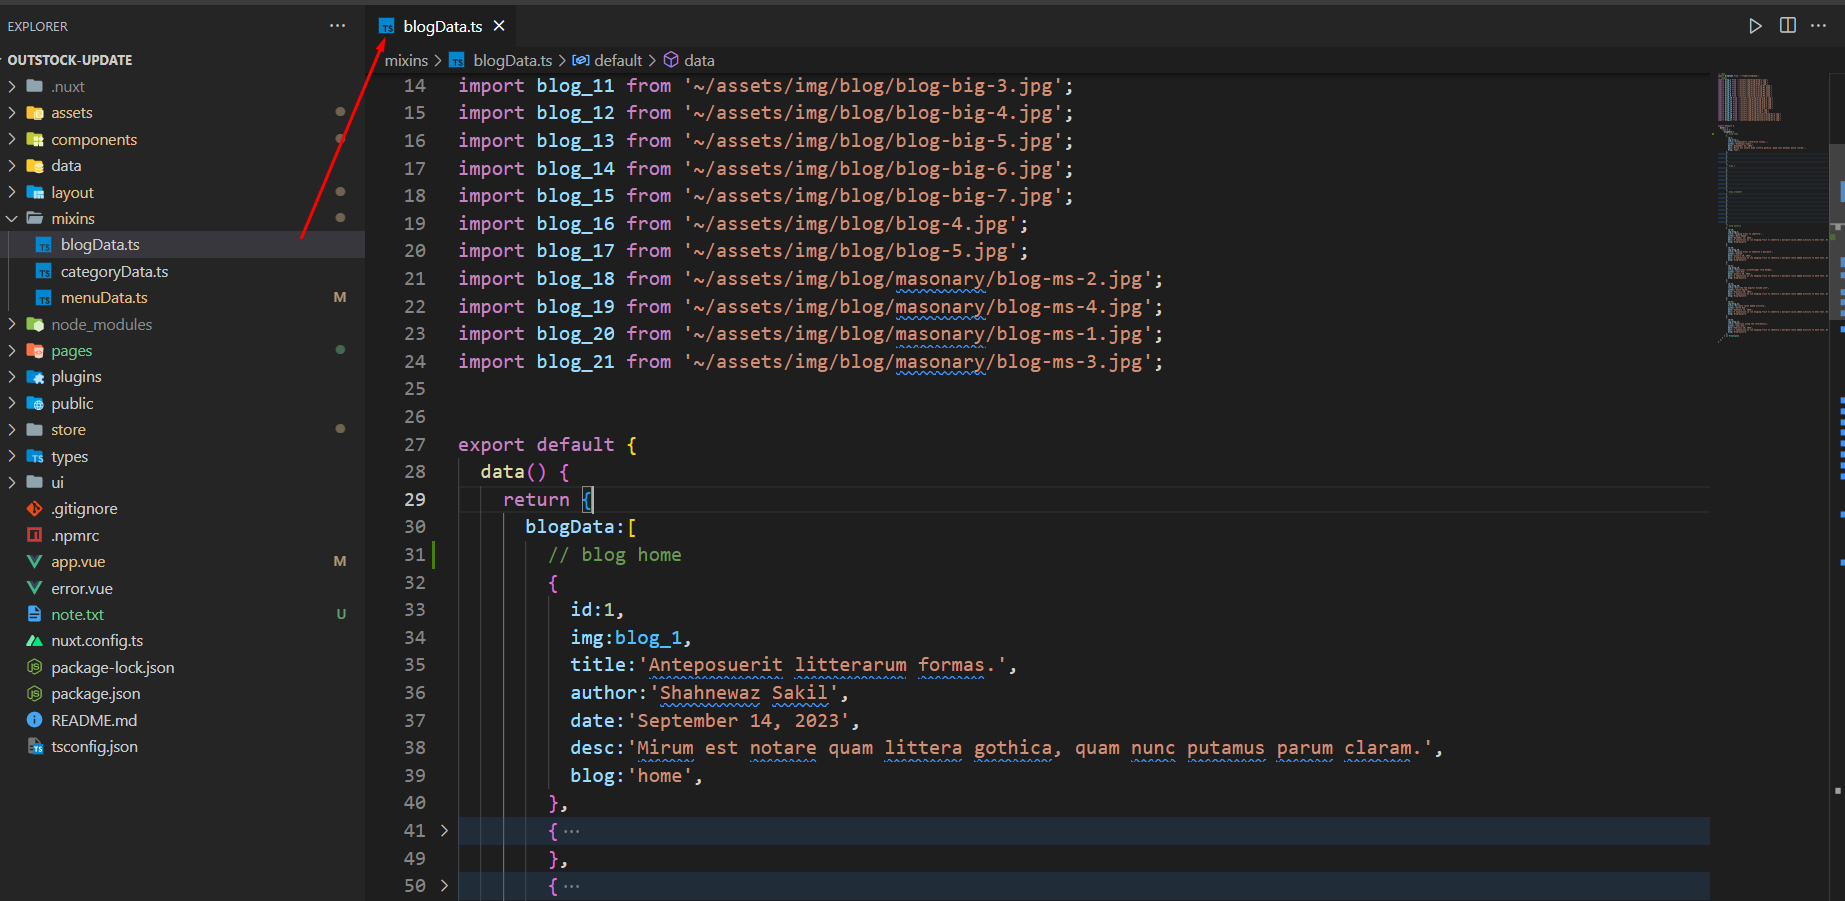 EXPLORER
OUTSTOCK-UPDATE
.nuxt
assets
components
data
layout
mixins
blogData.ts
categoryData.ts
menuData.ts M
node_modules
pages
plugins
public
store
types
ui
.gitignore
.npmrc
app.vue M
error.vue
note.txt U
nuxt.config.ts
package-lock.json
package.json
README.md
tsconfig.json
blogData.ts
mixins > blogData.ts > default > data
14 import blog_11 from '~/assets/img/blog/blog-big-3.jpg';
15 import blog_12 from '~/assets/img/blog/blog-big-4.jpg';
16 import blog_13 from '~/assets/img/blog/blog-big-5.jpg';
17 import blog_14 from '~/assets/img/blog/blog-big-6.jpg';
18 import blog_15 from '~/assets/img/blog/blog-big-7.jpg';
19 import blog_16 from '~/assets/img/blog/blog-4.jpg';
20 import blog_17 from '~/assets/img/blog/blog-5.jpg';
21 import blog_18 from '~/assets/img/blog/masonary/blog-ms-2.jpg';
22 import blog_19 from '~/assets/img/blog/masonary/blog-ms-4.jpg';
23 import blog_20 from '~/assets/img/blog/masonary/blog-ms-1.jpg';
24 import blog_21 from '~/assets/img/blog/masonary/blog-ms-3.jpg';
25
26
27 export default {
28 data() {
29 return {
30 blogData:[
31 // blog home
32 {
33 id:1,
34 img:blog_1,
35 title:'Anteposuerit litterarum formas.',
36 author:'Shahnewaz Sakil',
37 date:'September 14, 2023',
38 desc:'Mirum est notare quam littera gothica, quam nunc putamus parum claram.',
39 blog:'home',
40 },
41 { ...
49 },
50 { ...